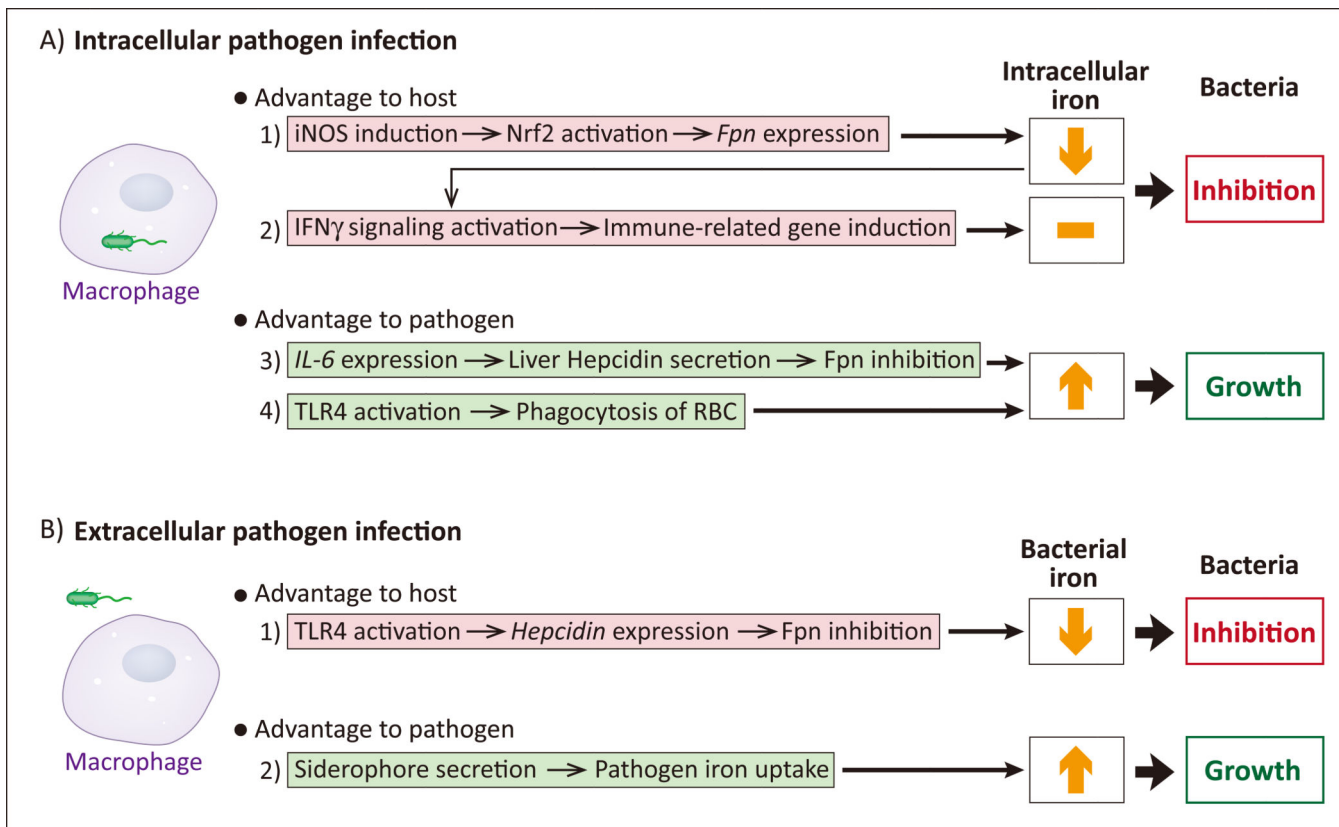 A) Intracellular pathogen infection
Intracellular
iron
Bacteria
● Advantage to host
1) iNOS induction → Nrf2 activation → Fpn expression
Inhibition
2) IFNγ signaling activation → Immune-related gene induction
Macrophage
● Advantage to pathogen
3) IL-6 expression → Liver Hepcidin secretion → Fpn inhibition
Growth
4) TLR4 activation → Phagocytosis of RBC
B) Extracellular pathogen infection
Bacterial
iron
Bacteria
● Advantage to host
1) TLR4 activation → Hepcidin expression → Fpn inhibition
Inhibition
● Advantage to pathogen
Macrophage
2) Siderophore secretion → Pathogen iron uptake
Growth